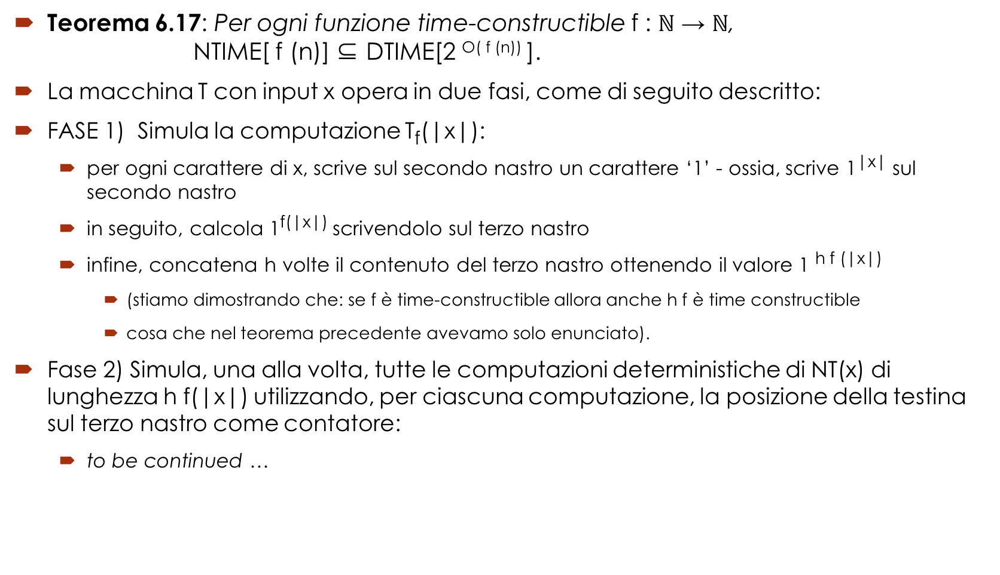 Teorema 6.17: Per ogni funzione time-constructible f : ℕ → ℕ,
NTIME[ f (n)] ⊆ DTIME[2 ᴼ⁽ ᶠ ⁽ⁿ⁾⁾ ].
La macchina T con input x opera in due fasi, come di seguito descritto:
FASE 1) Simula la computazione T_f(|x|):
per ogni carattere di x, scrive sul secondo nastro un carattere ‘1’ - ossia, scrive 1^|x| sul
secondo nastro
in seguito, calcola 1^f(|x|) scrivendolo sul terzo nastro
infine, concatena h volte il contenuto del terzo nastro ottenendo il valore 1 ^h f (|x|)
(stiamo dimostrando che: se f è time-constructible allora anche h f è time constructible
cosa che nel teorema precedente avevamo solo enunciato).
Fase 2) Simula, una alla volta, tutte le computazioni deterministiche di NT(x) di
lunghezza h f(|x|) utilizzando, per ciascuna computazione, la posizione della testina
sul terzo nastro come contatore:
to be continued …